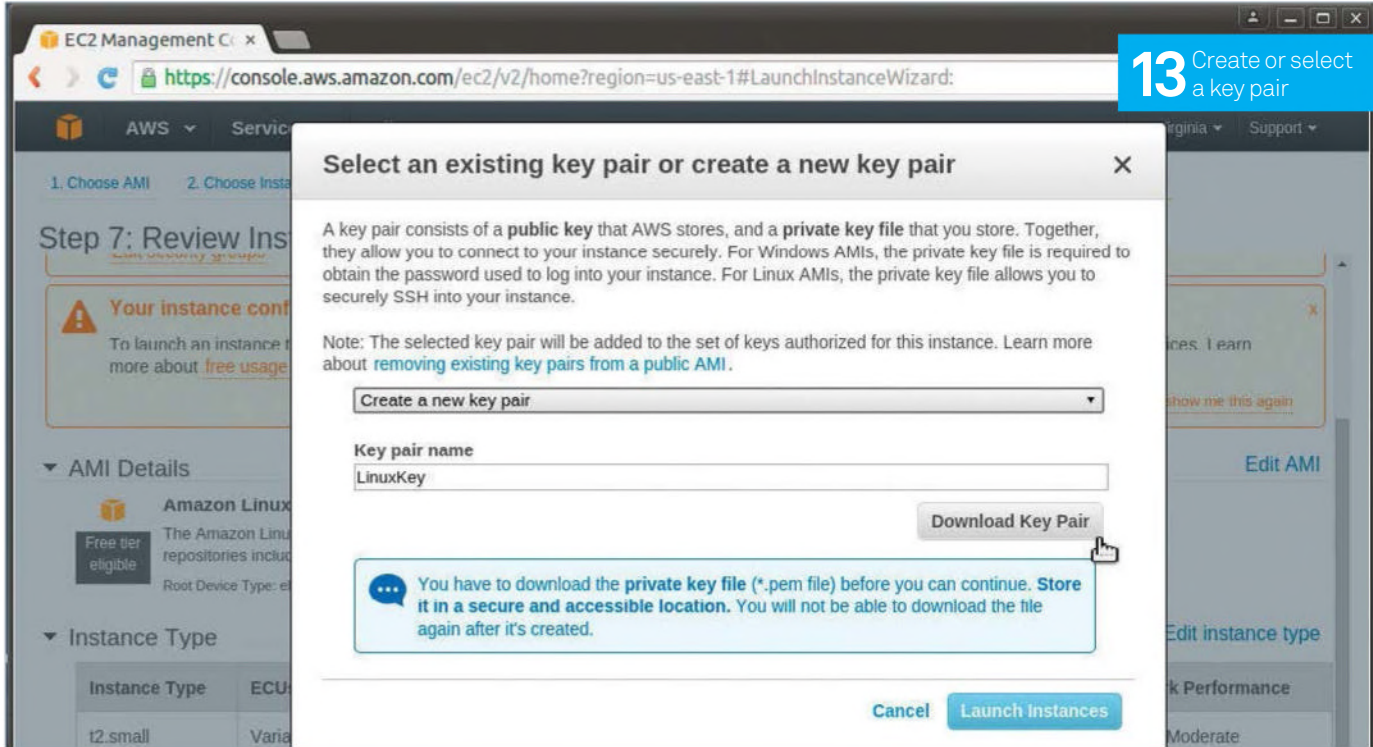 EC2 Management C
https://console.aws.amazon.com/ec2/v2/home?region=us-east-1#LaunchInstanceWizard:
13 Create or select
a key pair
AWS Servic Support
1. Choose AMI 2. Choose Insta
Step 7: Review Ins
Edit security groups
Your instance conf
To launch an instance
more about free usage
ces. Learn
show me this again
AMI Details
Edit AMI
Amazon Linux
Free tier
eligible
The Amazon Linu
repositories includ
Root Device Type: e
Instance Type
Edit instance type
Instance Type ECU Performance
t2.small Varia Moderate
Select an existing key pair or create a new key pair
A key pair consists of a public key that AWS stores, and a private key file that you store. Together,
they allow you to connect to your instance securely. For Windows AMIs, the private key file is required to
obtain the password used to log into your instance. For Linux AMIs, the private key file allows you to
securely SSH into your instance.
Note: The selected key pair will be added to the set of keys authorized for this instance. Learn more
about removing existing key pairs from a public AMI.
Create a new key pair
Key pair name
LinuxKey
Download Key Pair
You have to download the private key file (*.pem file) before you can continue. Store
it in a secure and accessible location. You will not be able to download the file
again after it's created.
Cancel Launch Instances